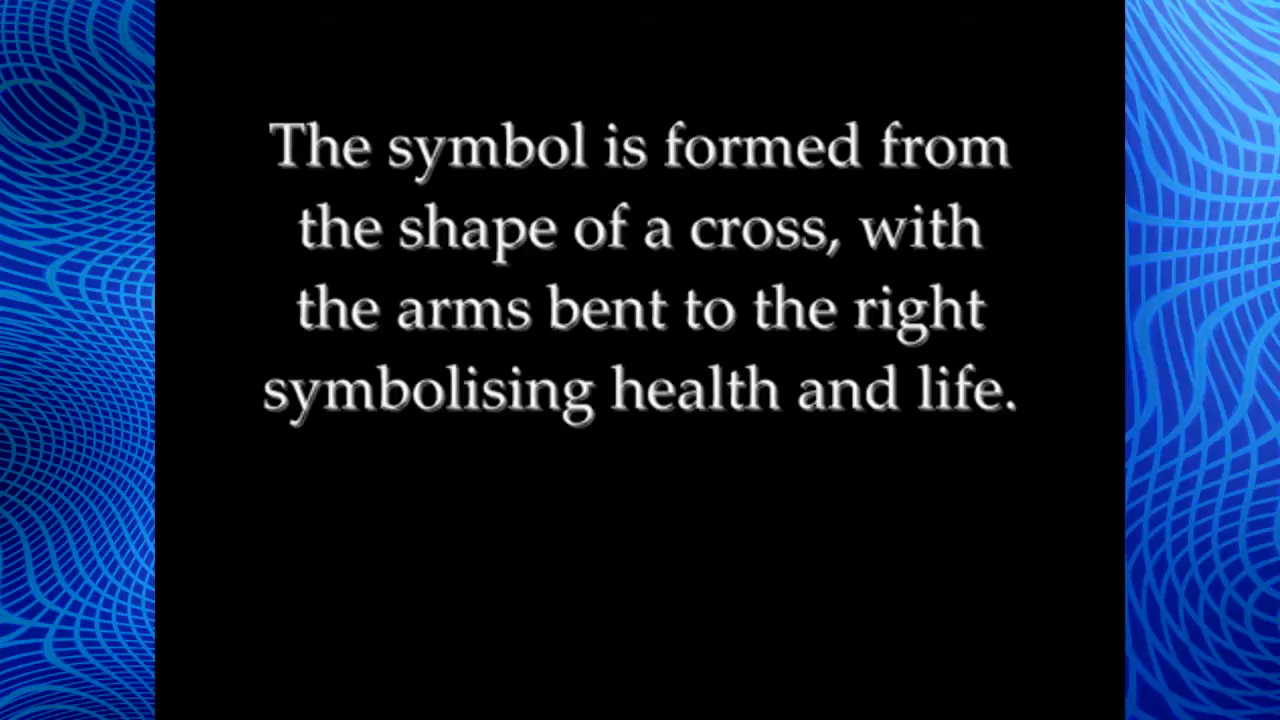 The symbol is formed from
the shape of a cross, with
the arms bent to the right
symbolising health and life.